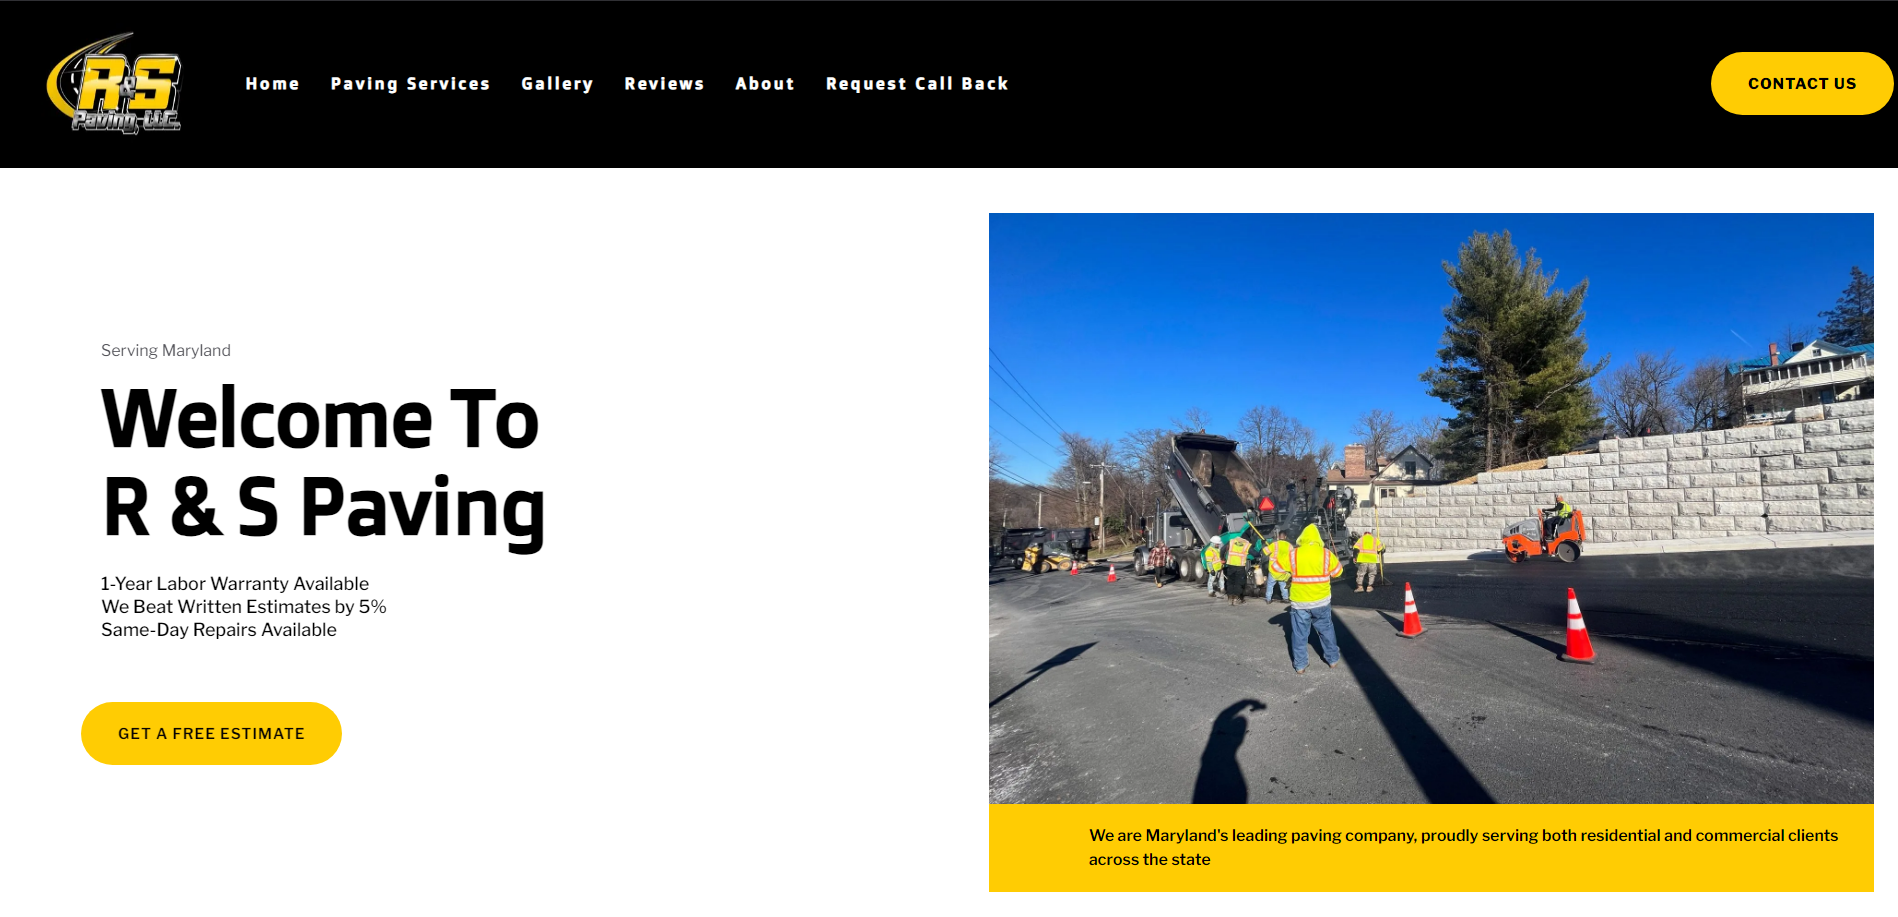 R&S
Paving, LLC.
Home
Paving Services
Gallery
Reviews
About
Request Call Back
CONTACT US
Serving Maryland
Welcome To
R & S Paving
1-Year Labor Warranty Available
We Beat Written Estimates by 5%
Same-Day Repairs Available
GET A FREE ESTIMATE
We are Maryland's leading paving company, proudly serving both residential and commercial clients
across the state